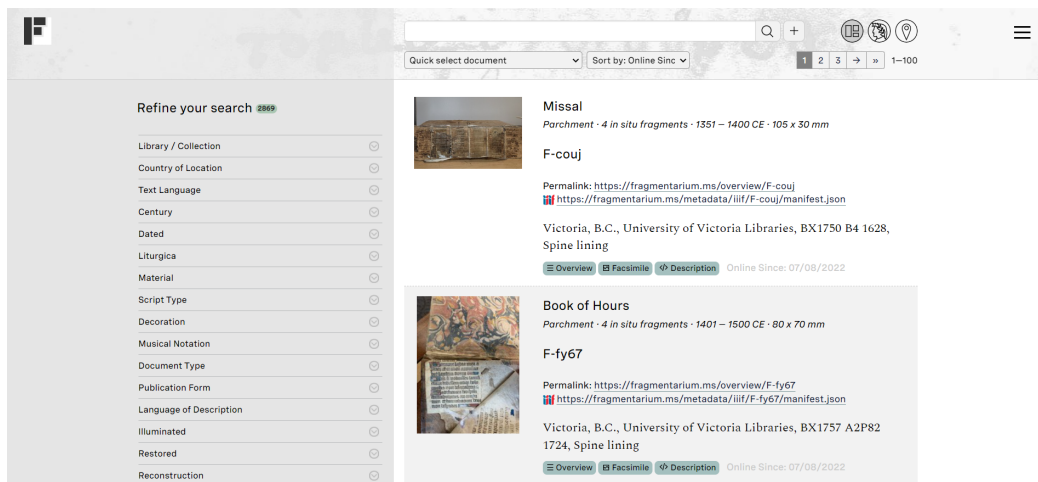 F
Quick select document
Sort by: Online Sinc
1 2 3 → » 1–100
Refine your search 2869
Library / Collection
Country of Location
Text Language
Century
Dated
Liturgica
Material
Script Type
Decoration
Musical Notation
Document Type
Publication Form
Language of Description
Illuminated
Restored
Reconstruction
Missal
Parchment · 4 in situ fragments · 1351 – 1400 CE · 105 x 30 mm
F-couj
Permalink: https://fragmentarium.ms/overview/F-couj
https://fragmentarium.ms/metadata/iiif/F-couj/manifest.json
Victoria, B.C., University of Victoria Libraries, BX1750 B4 1628,
Spine lining
Overview Facsimile Description Online Since: 07/08/2022
Book of Hours
Parchment · 4 in situ fragments · 1401 – 1500 CE · 80 x 70 mm
F-fy67
Permalink: https://fragmentarium.ms/overview/F-fy67
https://fragmentarium.ms/metadata/iiif/F-fy67/manifest.json
Victoria, B.C., University of Victoria Libraries, BX1757 A2P82
1724, Spine lining
Overview Facsimile Description Online Since: 07/08/2022